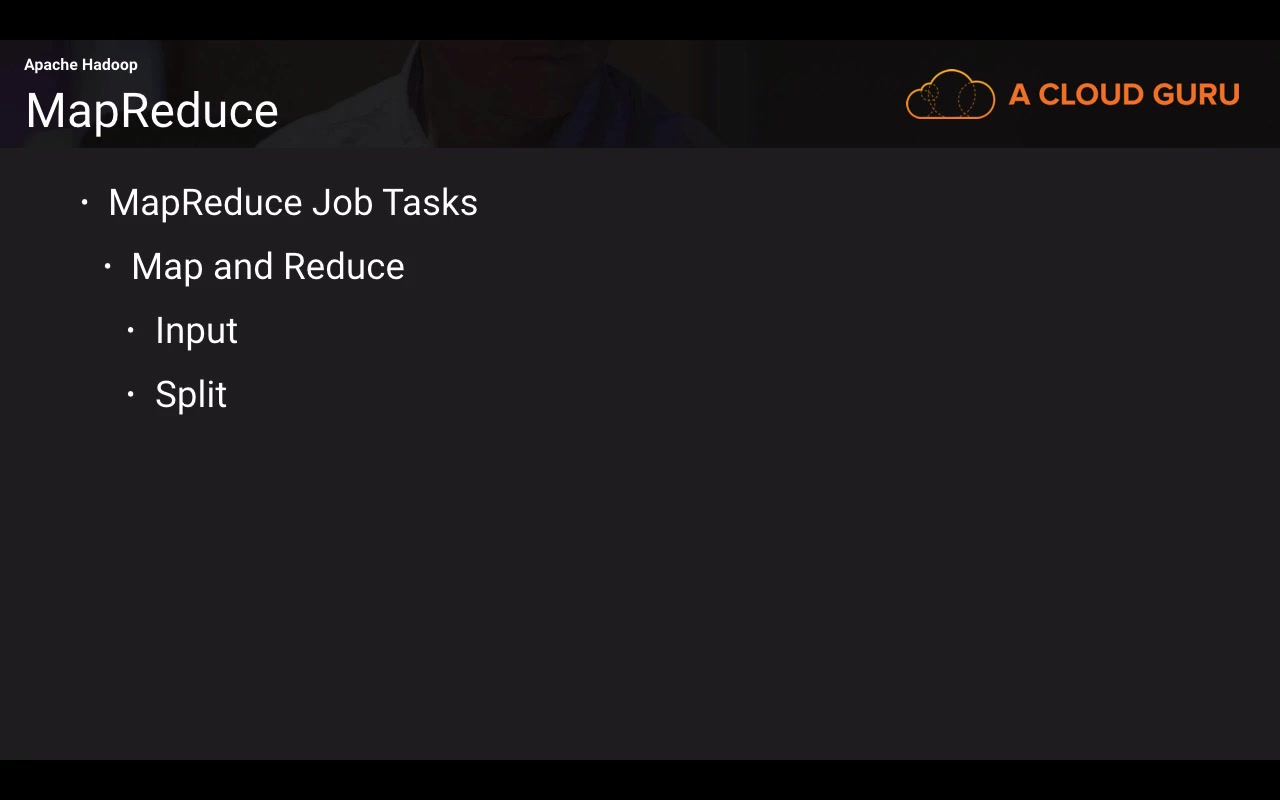 Apache Hadoop
MapReduce
A CLOUD GURU
· MapReduce Job Tasks
· Map and Reduce
· Input
· Split